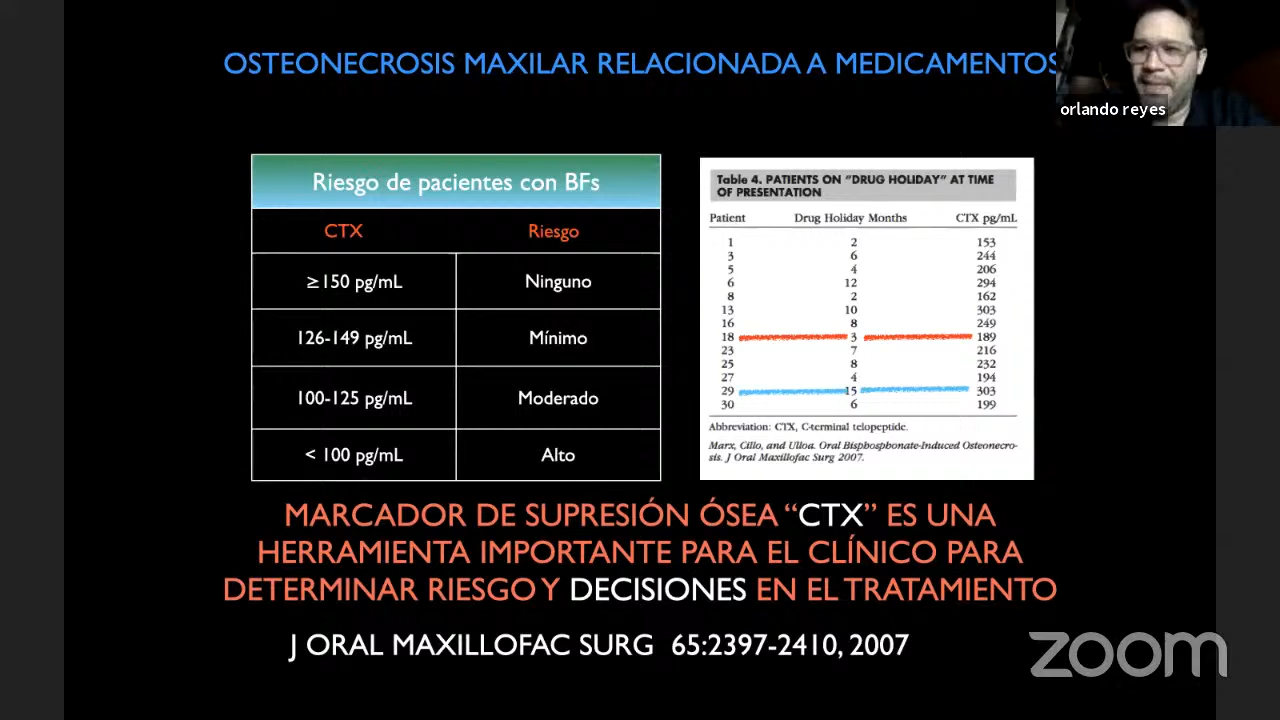 OSTEONECROSIS MAXILAR RELACIONADA A MEDICAMENTOS
orlando reyes
Riesgo de pacientes con BFs
CTX Riesgo
≥150 pg/mL Ninguno
126-149 pg/mL Mínimo
100-125 pg/mL Moderado
< 100 pg/mL Alto
Table 4. PATIENTS ON "DRUG HOLIDAY" AT TIME
OF PRESENTATION
Patient Drug Holiday Months CTX pg/mL
1 2 153
3 6 244
5 4 206
6 12 294
8 2 162
13 10 303
16 8 249
18 3 189
23 7 216
25 8 232
27 4 194
29 15 303
30 6 199
Abbreviation: CTX, C-terminal telopeptide.
Marx, Cillo, and Ulloa. Oral Bisphosphonate-Induced Osteonecro-
sis. J Oral Maxillofac Surg 2007.
MARCADOR DE SUPRESIÓN ÓSEA “CTX” ES UNA
HERRAMIENTA IMPORTANTE PARA EL CLÍNICO PARA
DETERMINAR RIESGO Y DECISIONES EN EL TRATAMIENTO
J ORAL MAXILLOFAC SURG 65:2397-2410, 2007
zoom